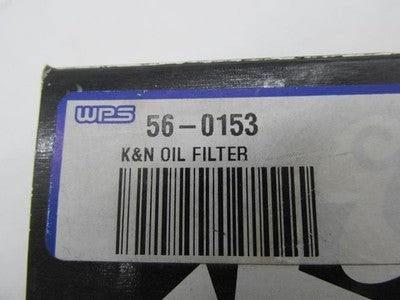 WPS 56-0153
K&N OIL FILTER